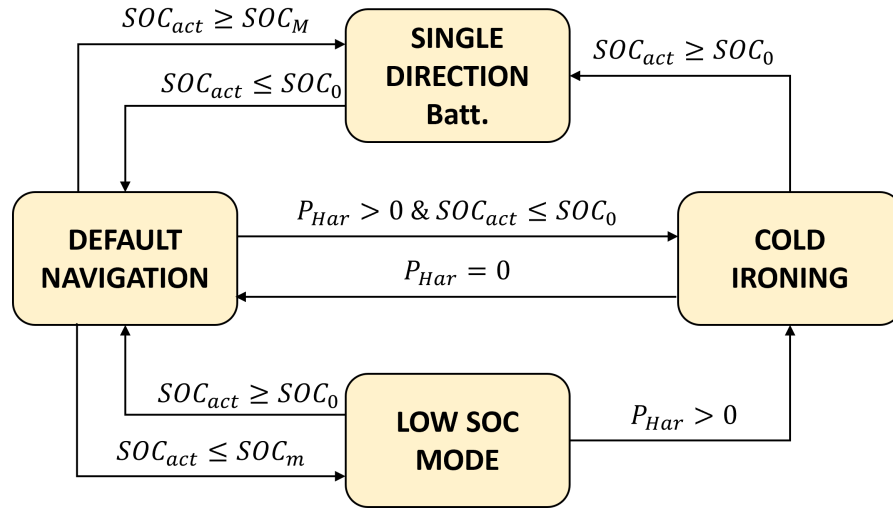 SOC_act ≥ SOC_M
SINGLE
DIRECTION
Batt.
SOC_act ≥ SOC_0
SOC_act ≤ SOC_0
DEFAULT
NAVIGATION
P_Har > 0 & SOC_act ≤ SOC_0
P_Har = 0
COLD
IRONING
SOC_act ≥ SOC_0
SOC_act ≤ SOC_m
LOW SOC
MODE
P_Har > 0